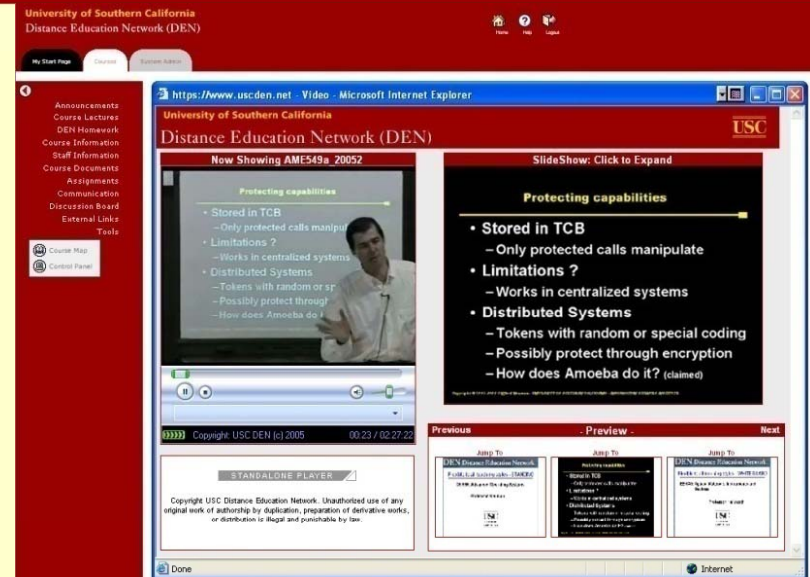 University of Southern California
Distance Education Network (DEN)
Home
Help
Logout
My Start Page
Courses
System Admin
Announcements
Course Lectures
DEN Homework
Course Information
Staff Information
Course Documents
Assignments
Communication
Discussion Board
External Links
Tools
Course Map
Control Panel
https://www.uscden.net - Video - Microsoft Internet Explorer
University of Southern California
Distance Education Network (DEN)
USC
Now Showing AME549a_20052
Protecting capabilities
• Stored in TCB
–Only protected calls manipul
• Limitations ?
–Works in centralized systems
• Distributed Systems
–Tokens with random or sp
–Possibly protect through
–How does Amoeba do i
Copyright: USC DEN (c) 2005
00:23 / 02:27:22
STANDALONE PLAYER
Copyright USC Distance Education Network. Unauthorized use of any
original work of authorship by duplication, preparation of derivative works,
or distribution is illegal and punishable by law.
SlideShow: Click to Expand
Protecting capabilities
• Stored in TCB
–Only protected calls manipulate
• Limitations ?
–Works in centralized systems
• Distributed Systems
–Tokens with random or special coding
–Possibly protect through encryption
–How does Amoeba do it? (claimed)
Previous
- Preview -
Next
Jump To
DEN Distance Education Network
Jump To
Protecting capabilities
Jump To
DEN Distance Education Network
Done
Internet